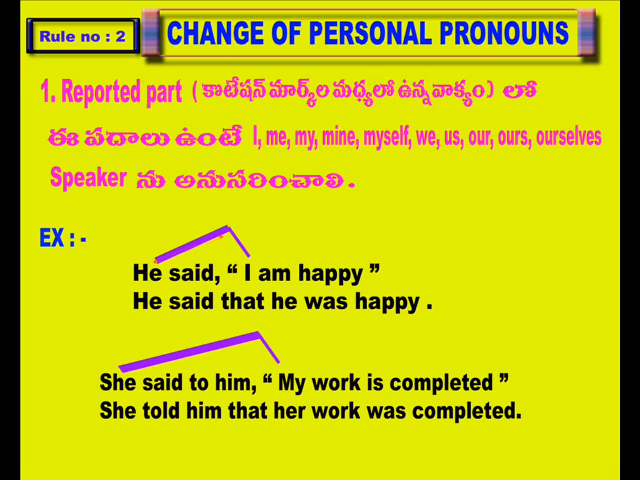 Rule no : 2
CHANGE OF PERSONAL PRONOUNS
1. Reported part ( కొటేషన్ మార్క్‌ల మధ్యలో ఉన్నవాక్యం) లో
ఈ పదాలు ఉంటే I, me, my, mine, myself, we, us, our, ours, ourselves
Speaker ను అనుసరించాలి.
EX : -
He said, “ I am happy ”
He said that he was happy .
She said to him, “ My work is completed ”
She told him that her work was completed.